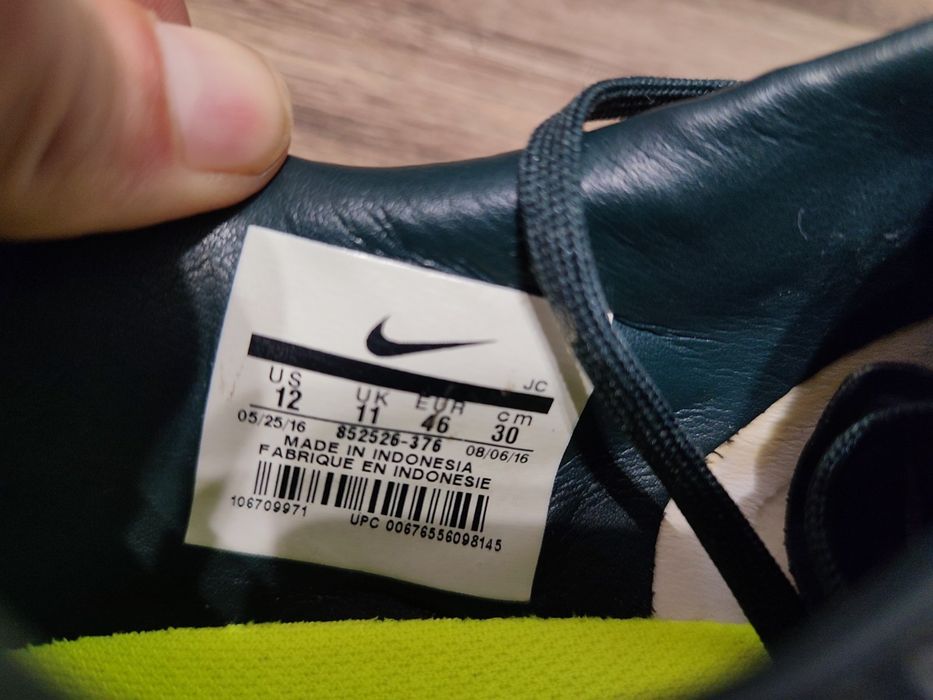 JC
US UK EUR cm
12 11 46 30
05/25/16 852526-376 08/06/16
MADE IN INDONESIA
FABRIQUE EN INDONESIE
106709971 UPC 00676556098145